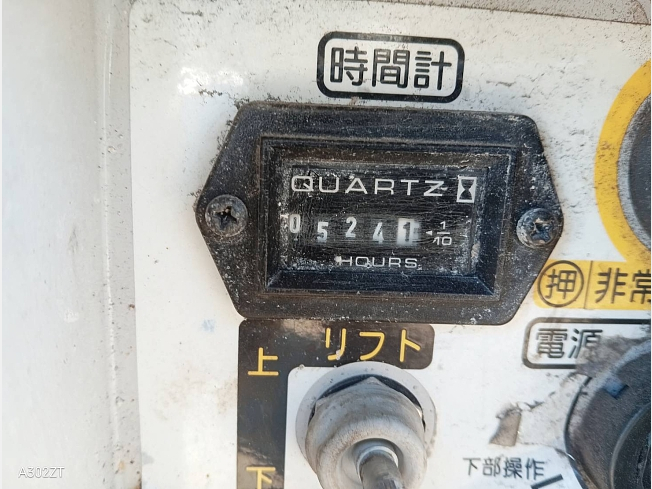 時間計
QUARTZ
05241 1/10
HOURS
押 非常
電源
リフト
上
下
下部操作
A302ZT